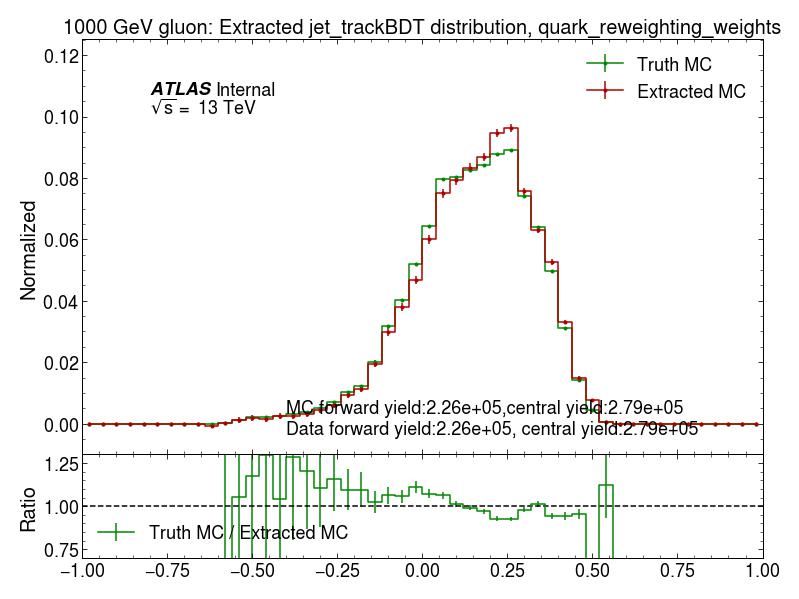 1000 GeV gluon: Extracted jet_trackBDT distribution, quark_reweighting_weights
0.12
0.10
0.08
0.06
0.04
0.02
0.00
Normalized
ATLAS Internal
√s = 13 TeV
Truth MC
Extracted MC
MC forward yield:2.26e+05,central yield:2.79e+05
Data forward yield:2.26e+05, central yield:2.79e+05
1.25
1.00
0.75
Ratio
Truth MC / Extracted MC
−1.00 −0.75 −0.50 −0.25 0.00 0.25 0.50 0.75 1.00